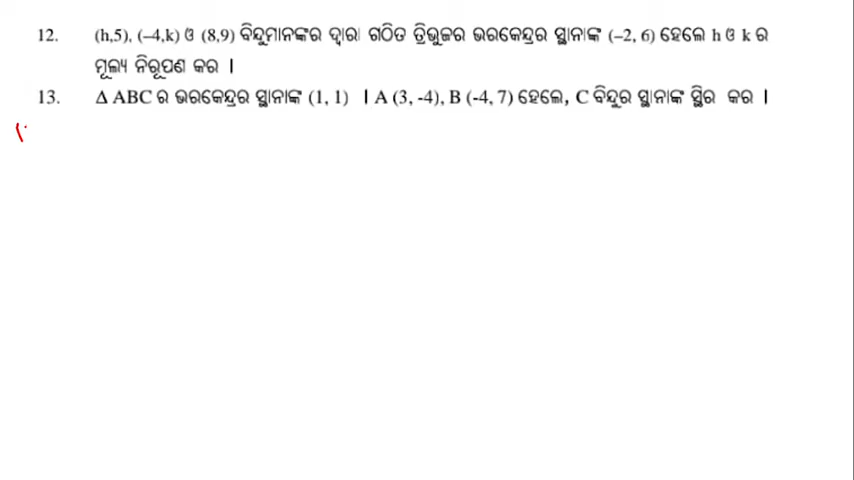 12. (h,5), (–4,k) ଓ (8,9) ବିନ୍ଦୁମାନଙ୍କର ଦ୍ୱାରା ଗଠିତ ତ୍ରିଭୁଜର ଭରକେନ୍ଦ୍ରର ସ୍ଥାନାଙ୍କ (–2, 6) ହେଲେ h ଓ k ର
ମୂଲ୍ୟ ନିରୂପଣ କର ।
13. Δ ABC ର ଭରକେନ୍ଦ୍ରର ସ୍ଥାନାଙ୍କ (1, 1) । A (3, -4), B (-4, 7) ହେଲେ, C ବିନ୍ଦୁର ସ୍ଥାନାଙ୍କ ସ୍ଥିର କର ।